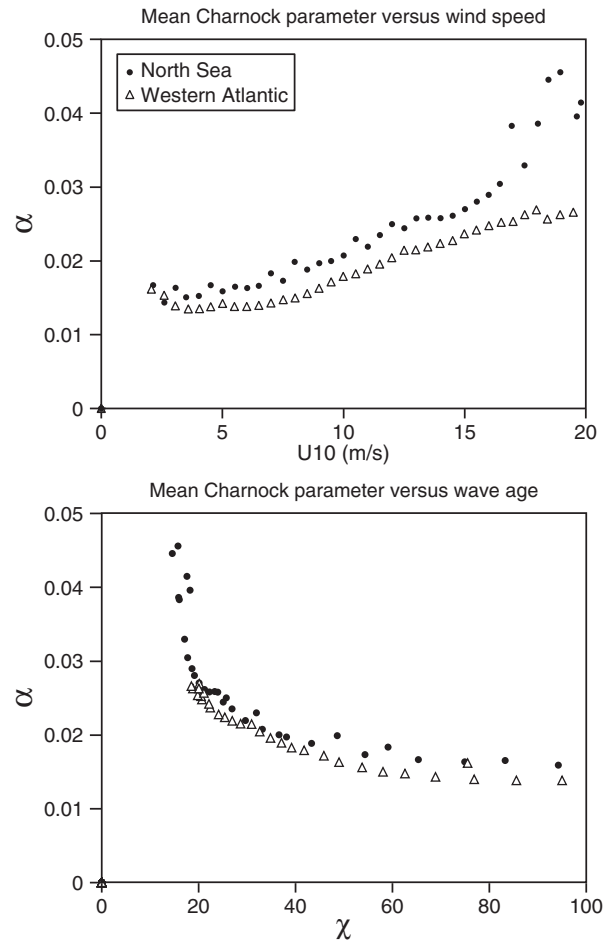 Mean Charnock parameter versus wind speed
0.05
North Sea
Western Atlantic
0.04
0.03
α
0.02
0.01
0
0 5 10 15 20
U10 (m/s)
Mean Charnock parameter versus wave age
0.05
0.04
0.03
α
0.02
0.01
0
0 20 40 60 80 100
χ